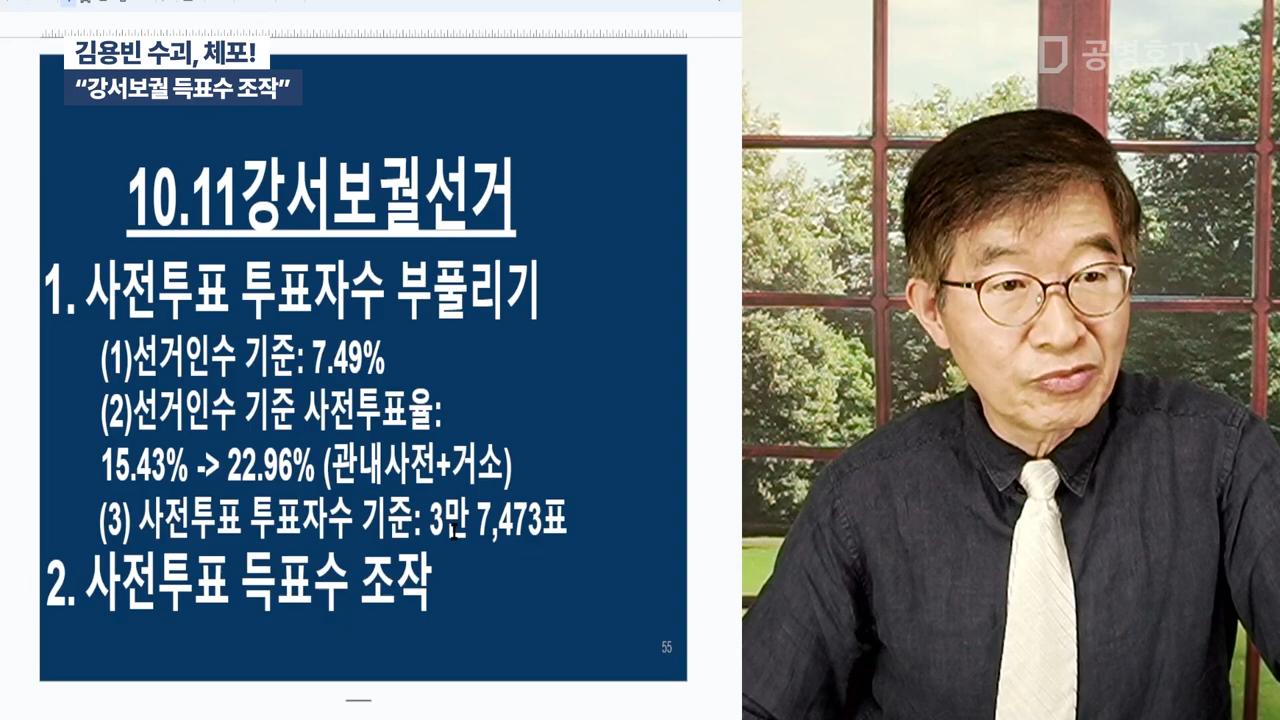 김용빈 수괴, 체포!
“강서보궐 득표수 조작”
공병호TV
10.11강서보궐선거
1. 사전투표 투표자수 부풀리기
(1)선거인수 기준: 7.49%
(2)선거인수 기준 사전투표율:
15.43% -> 22.96% (관내사전+거소)
(3) 사전투표 투표자수 기준: 3만 7,473표
2. 사전투표 득표수 조작
55